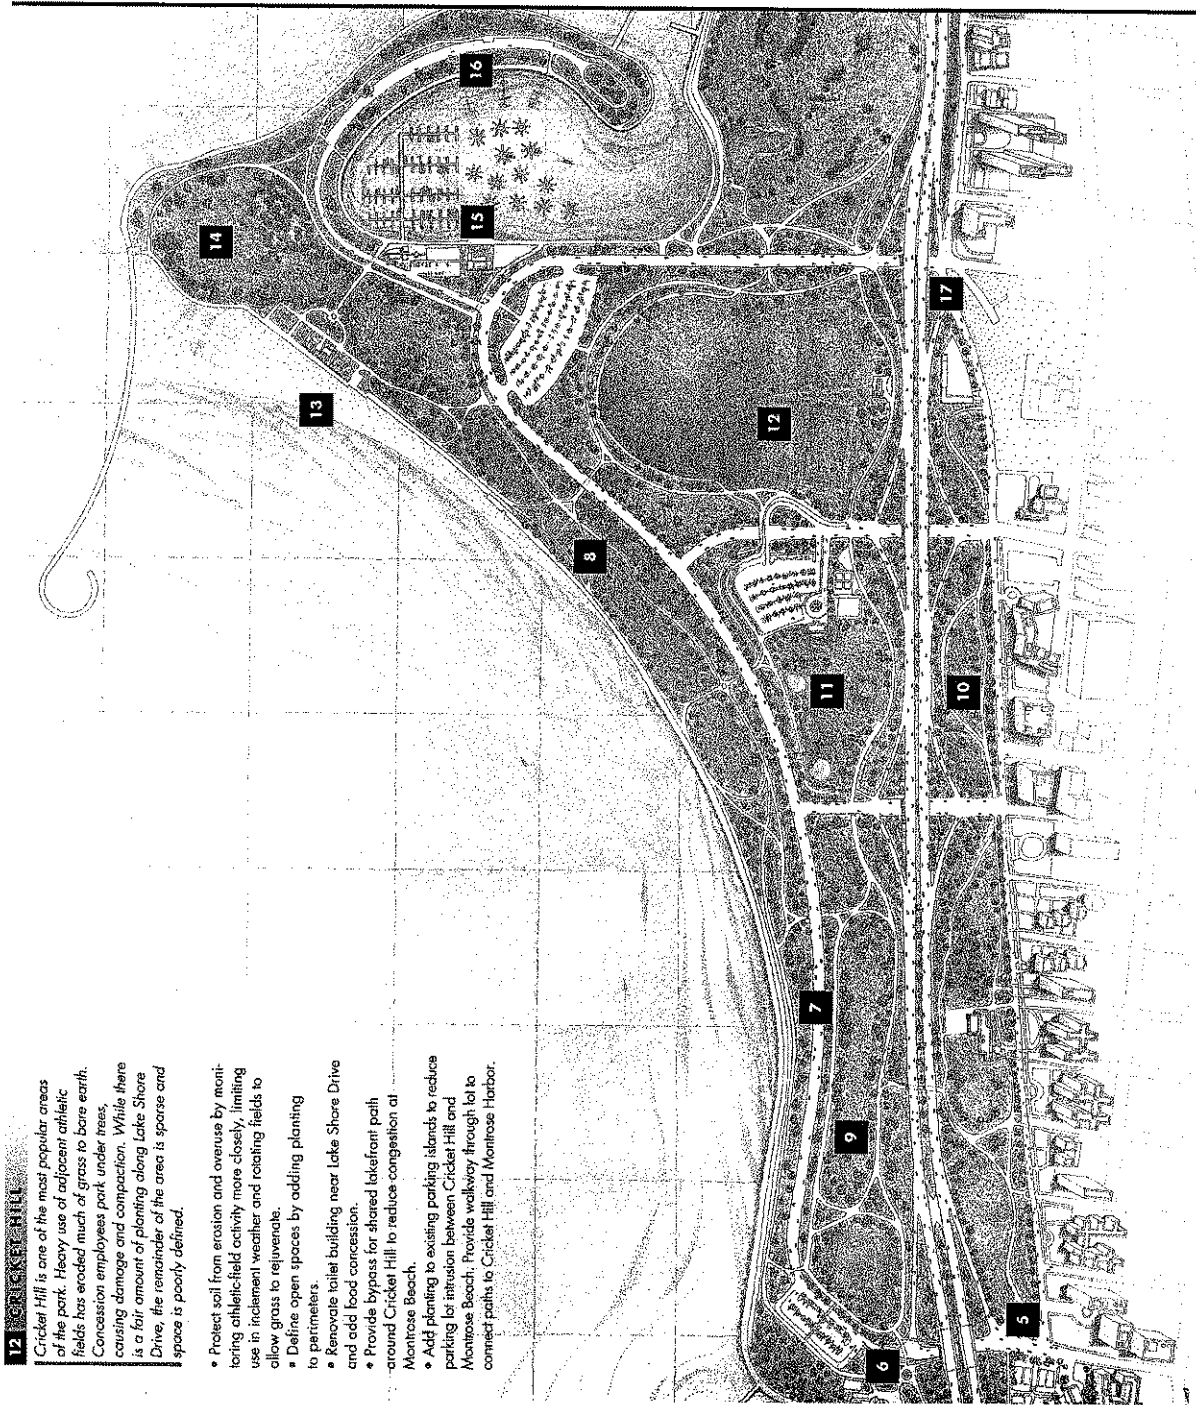 12 CRICKET HILL
Cricket Hill is one of the most popular areas
of the park. Heavy use of adjacent athletic
fields has eroded much of grass to bare earth.
Concession employees park under trees,
causing damage and compaction. While there
is a fair amount of planting along Lake Shore
Drive, the remainder of the area is sparse and
space is poorly defined.
• Protect soil from erosion and overuse by moni-
toring athletic-field activity more closely, limiting
use in inclement weather and rotating fields to
allow grass to rejuvenate.
• Define open spaces by adding planting
to perimeters.
• Renovate toilet building near Lake Shore Drive
and add food concession.
• Provide bypass for shared lakefront path
around Cricket Hill to reduce congestion at
Montrose Beach.
• Add planting to existing parking islands to reduce
parking lot intrusion between Cricket Hill and
Montrose Beach. Provide walkway through lot to
connect paths to Cricket Hill and Montrose Harbor.
5
6
7
8
9
10
11
12
13
14
15
16
17